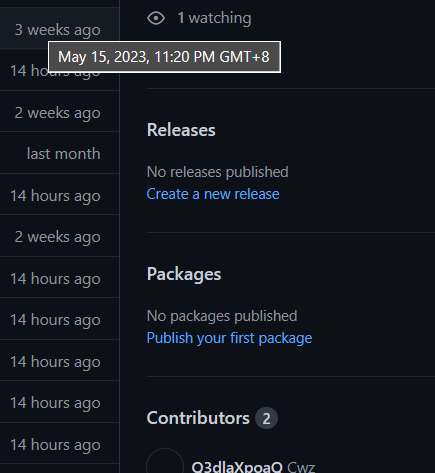 3 weeks ago
1 watching
May 15, 2023, 11:20 PM GMT+8
14 hours ago
2 weeks ago
Releases
last month
No releases published
14 hours ago
Create a new release
2 weeks ago
14 hours ago
Packages
14 hours ago
No packages published
Publish your first package
14 hours ago
14 hours ago
Contributors 2
14 hours ago
Q3dlaXpoaQ Cwz